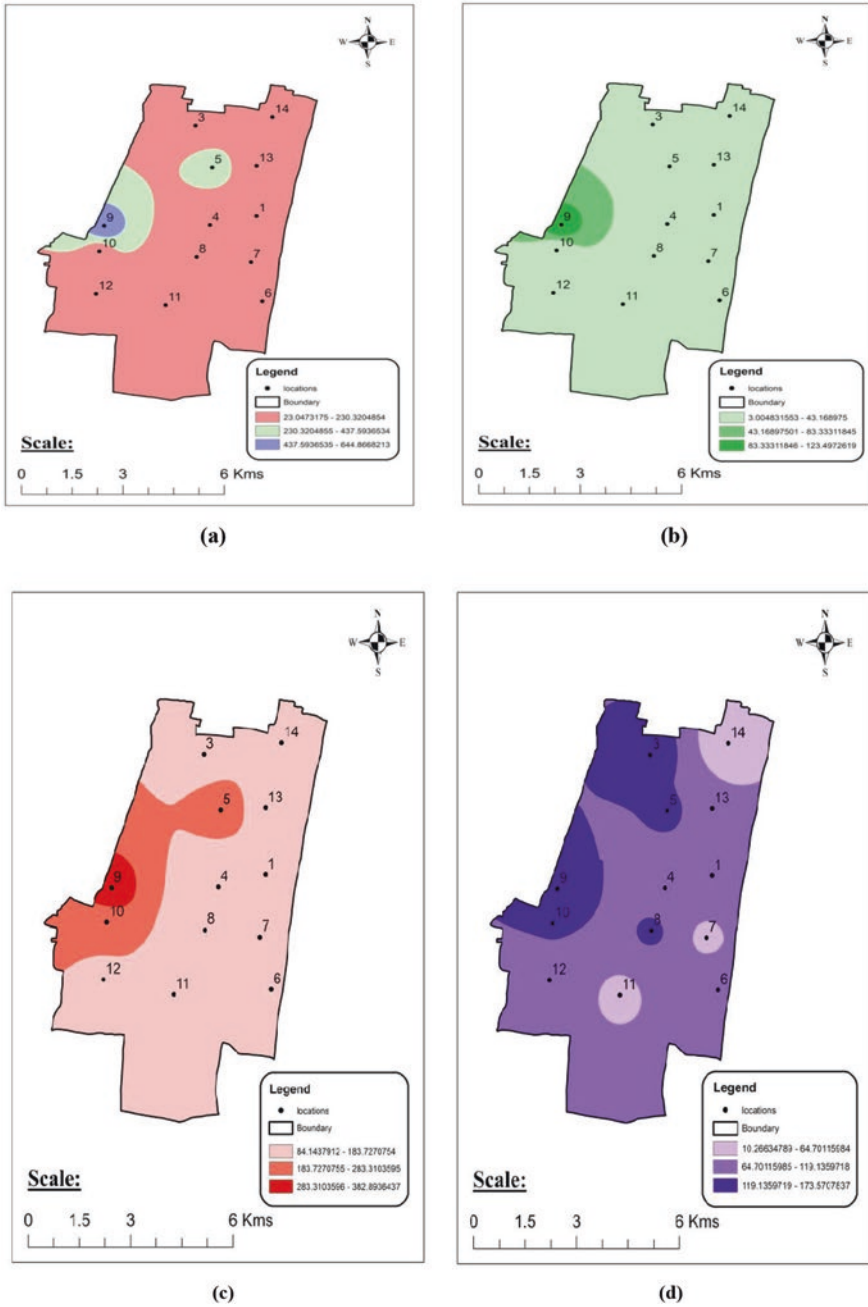 N
W E
S
3
14
5
13
9
4
1
10
8
7
12
11
6
Legend
locations
Boundary
23.0473175 - 230.3204854
230.3204855 - 437.5936534
437.5936535 - 644.8668213
Scale:
0 1.5 3 6 Kms
(a)
N
W E
S
3
14
5
13
9
4
1
10
8
7
12
11
6
Legend
locations
Boundary
3.004831553 - 43.168975
43.16897501 - 83.33311845
83.33311846 - 123.4972619
Scale:
0 1.5 3 6 Kms
(b)
N
W E
S
3
14
5
13
9
4
1
10
8
7
12
11
6
Legend
locations
Boundary
84.1437912 - 183.7270754
183.7270755 - 283.3103595
283.3103596 - 382.8936437
Scale:
0 1.5 3 6 Kms
(c)
N
W E
S
3
14
5
13
9
4
1
10
8
7
12
11
6
Legend
locations
Boundary
10.26634789 - 64.70115984
64.70115985 - 119.1359718
119.1359719 - 173.5707837
Scale:
0 1.5 3 6 Kms
(d)